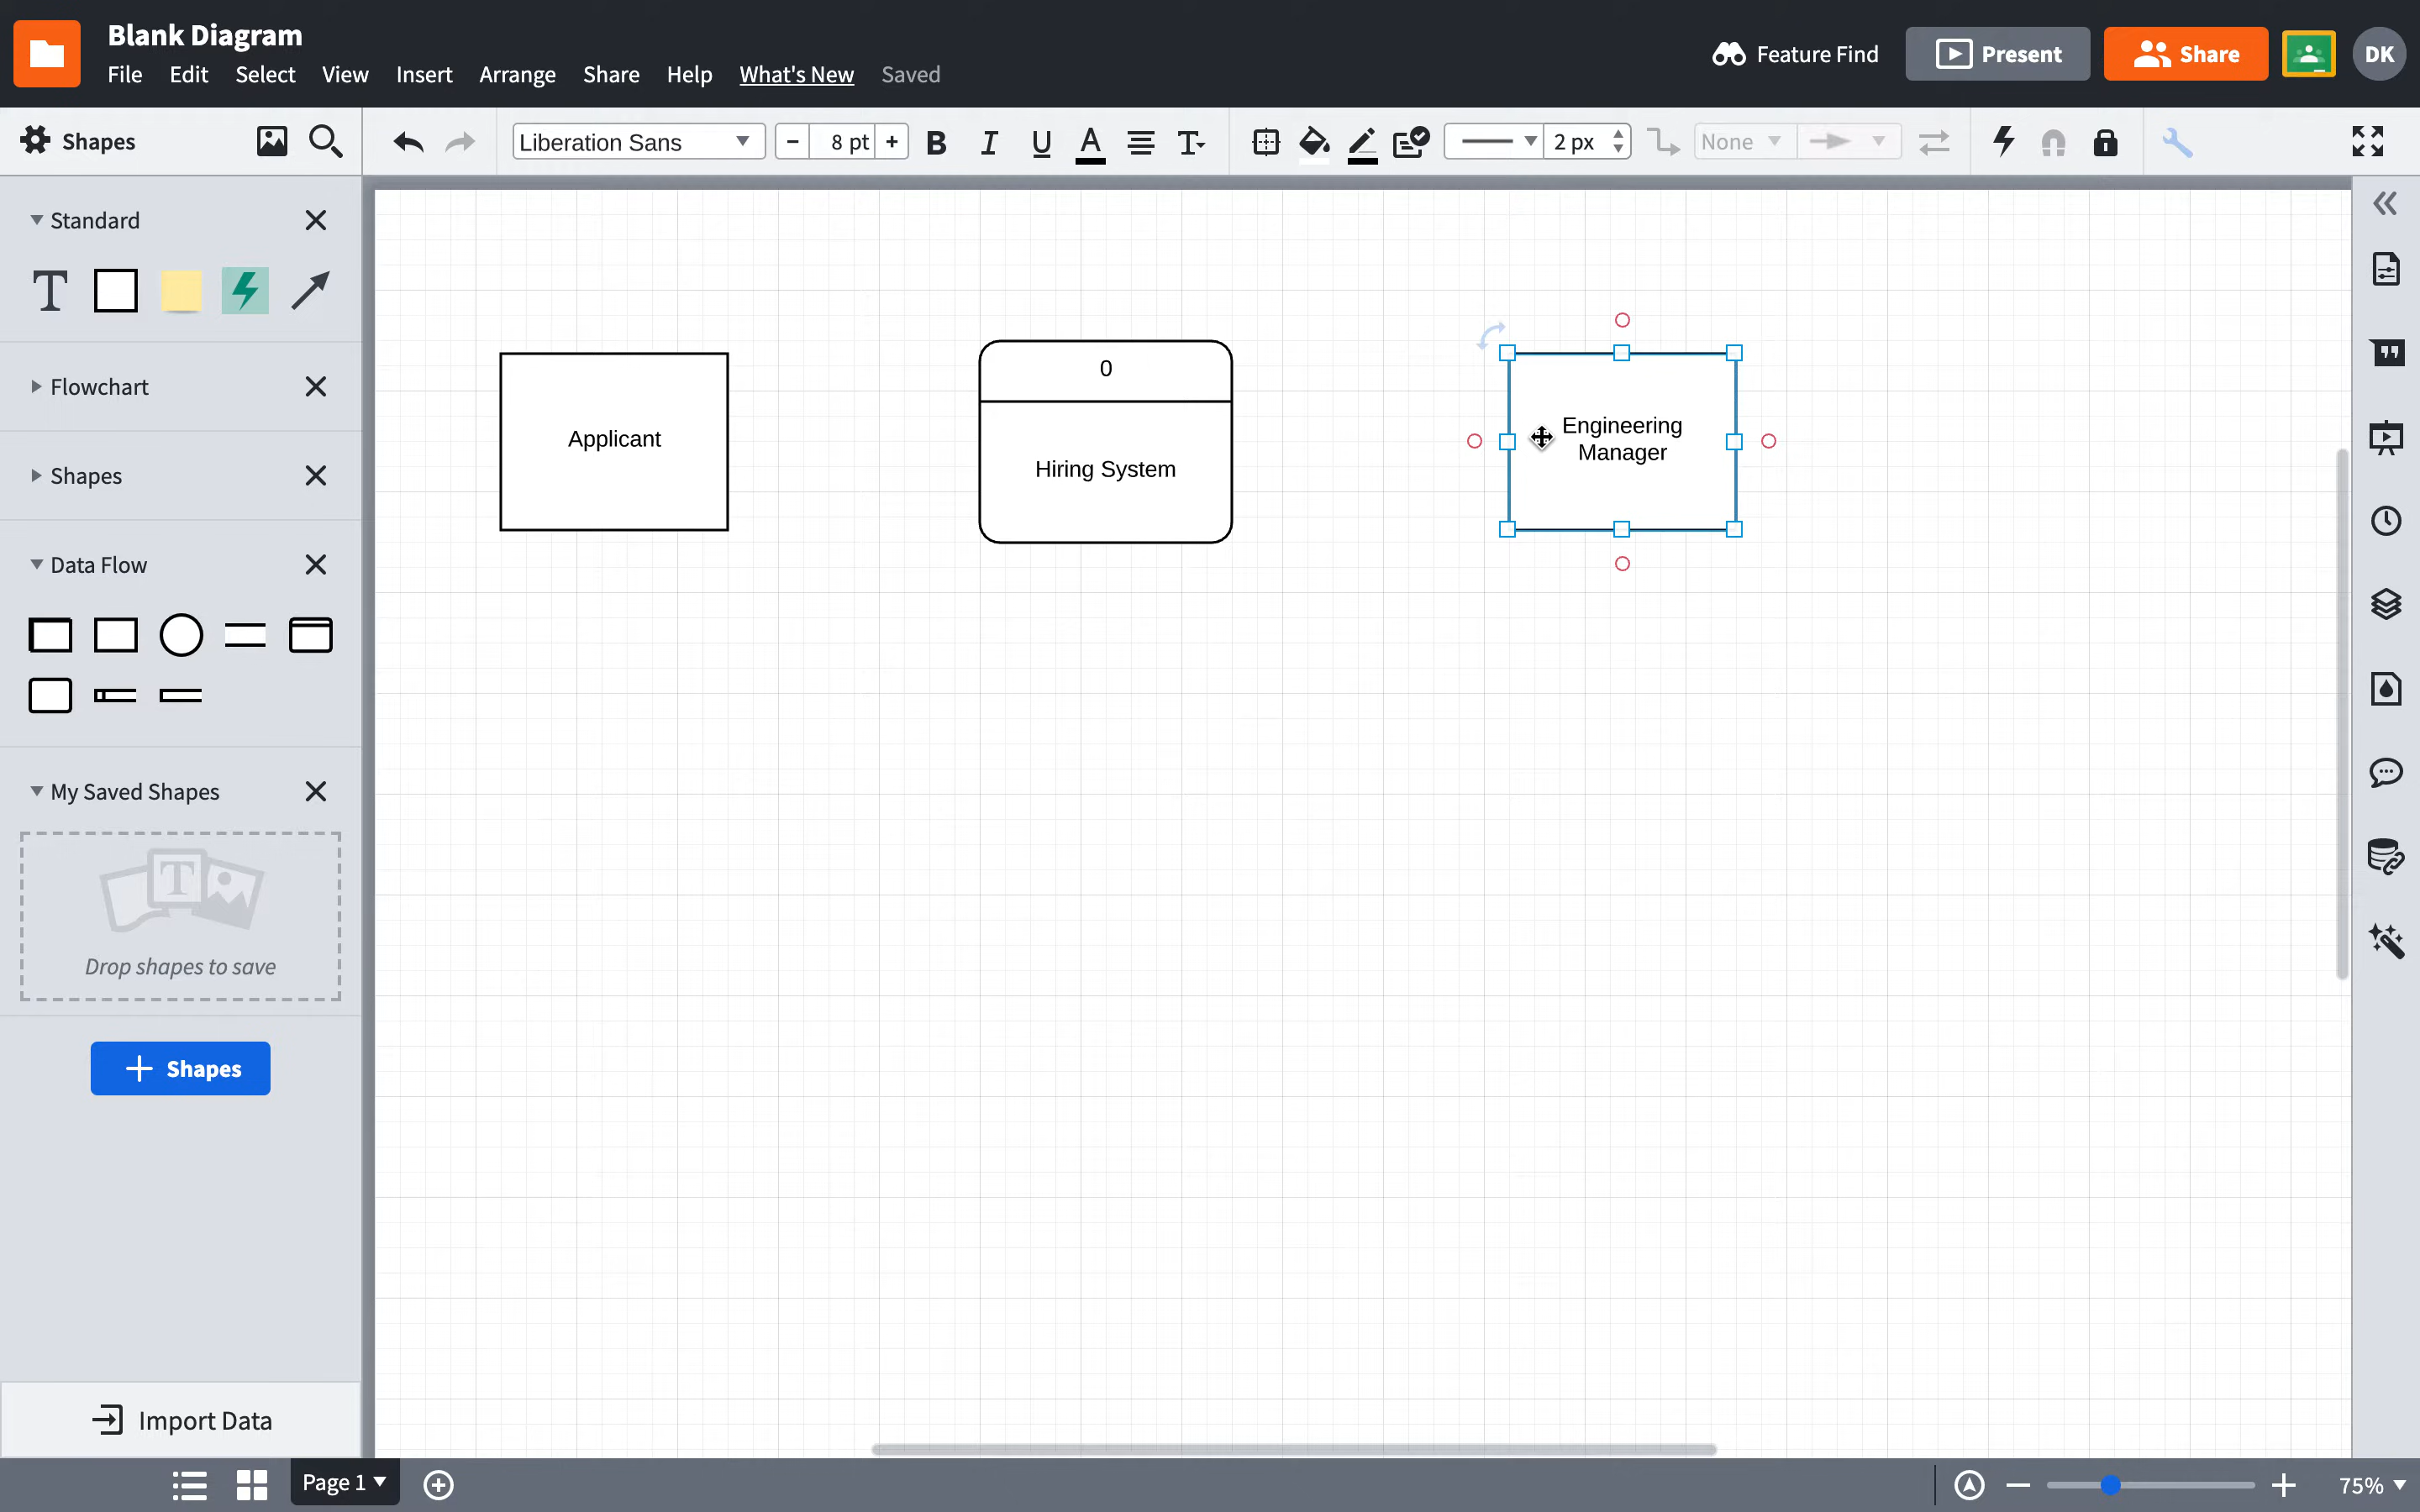 Blank Diagram
File Edit Select View Insert Arrange Share Help What's New Saved
Feature Find Present Share DK
Shapes
Liberation Sans − 8 pt + B I U A T 2 px None
Standard
T
Flowchart
Shapes
Data Flow
My Saved Shapes
T
Drop shapes to save
+ Shapes
Import Data
Applicant
0
Hiring System
Engineering
Manager
Page 1
75%